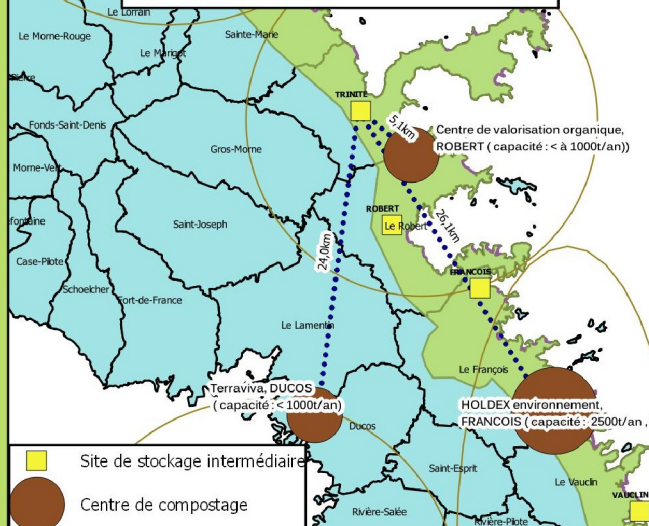 Le Lorrain
Le Morne-Rouge
Sainte-Marie
Le Marigot
TRINITE
Fonds-Saint-Denis
5,1km
Centre de valorisation organique,
ROBERT ( capacité : < à 1000t/an))
Gros-Morne
ROBERT
Le Robert
26,1km
Saint-Joseph
24,0km
Case-Pilote
FRANCOIS
Schoelcher
Fort-de-France
Le Lamentin
Le François
Terraviva, DUCOS
( capacité : < 1000t/an)
HOLDEX environnement,
FRANCOIS ( capacité : 2500t/an ,
Ducos
Site de stockage intermédiaire
Saint-Esprit
Le Vauclin
VAUCLIN
Centre de compostage
Rivière-Salée
Rivière-Pilote